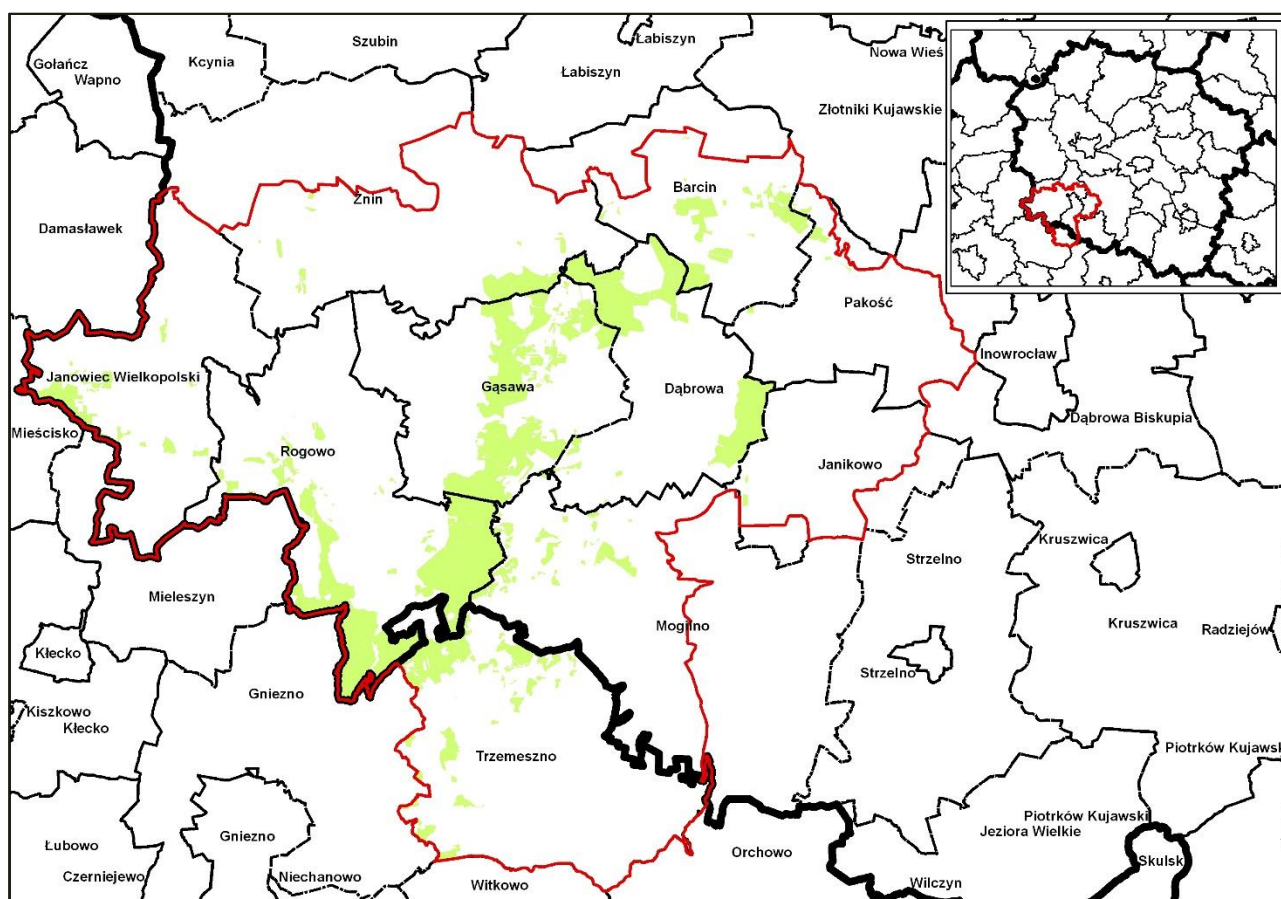 Szubin
Łabiszyn
Nowa Wieś
Gołańcz
Kcynia
Wapno
Łabiszyn
Złotniki Kujawskie
Barcin
Żnin
Damasławek
Pakość
Inowrocław
Janowiec Wielkopolski
Gąsawa
Dąbrowa
Dąbrowa Biskupia
Mieścisko
Rogowo
Janikowo
Strzelno
Kruszwica
Mieleszyn
Mogilno
Kruszwica
Radziejów
Kłecko
Strzelno
Gniezno
Kiszkowo
Kłecko
Trzemeszno
Piotrków Kujawsk
Piotrków Kujawski
Gniezno
Jeziora Wielkie
Łubowo
Orchowo
Skulsk
Czerniejewo
Niechanowo
Witkowo
Wilczyn